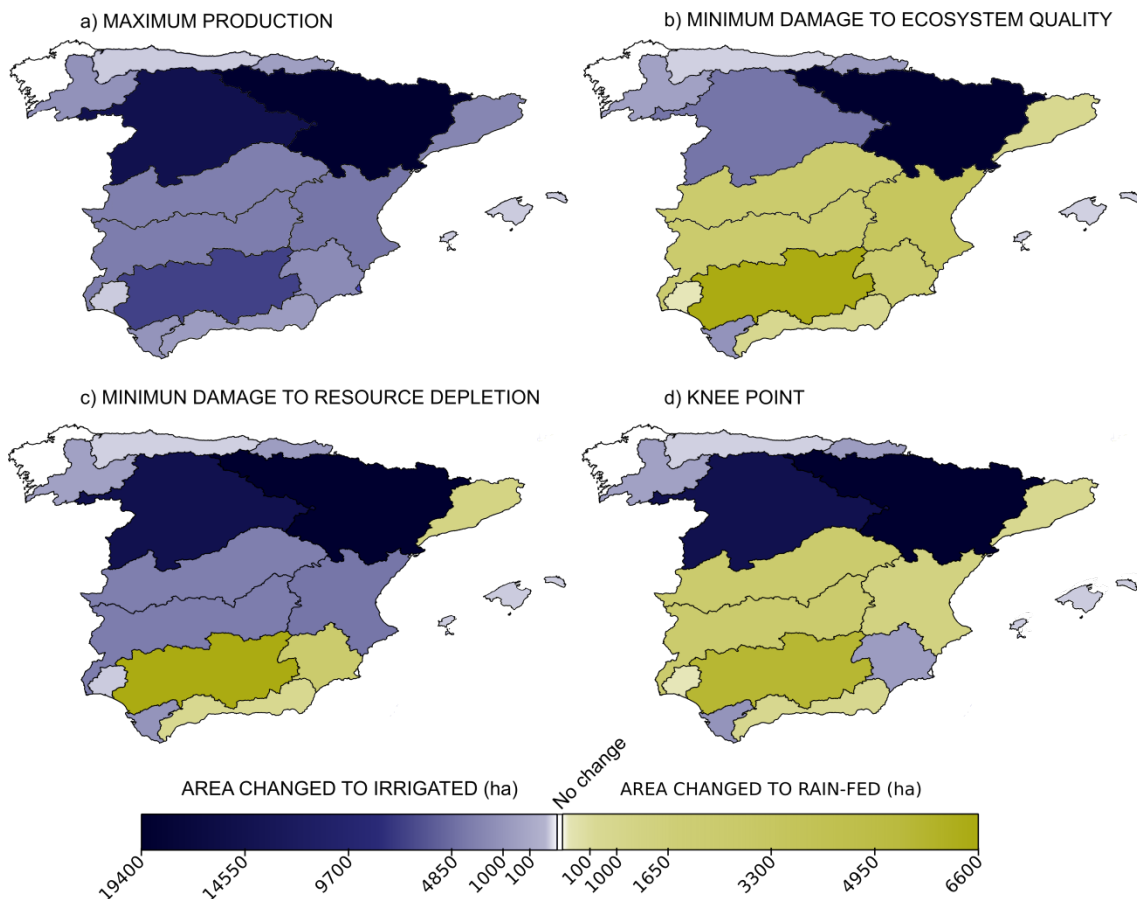 a) MAXIMUM PRODUCTION
b) MINIMUM DAMAGE TO ECOSYSTEM QUALITY
c) MINIMUN DAMAGE TO RESOURCE DEPLETION
d) KNEE POINT
AREA CHANGED TO IRRIGATED (ha)
No change
AREA CHANGED TO RAIN-FED (ha)
19400 14550 9700 4850 1000 100 100 1000 1650 3300 4950 6600